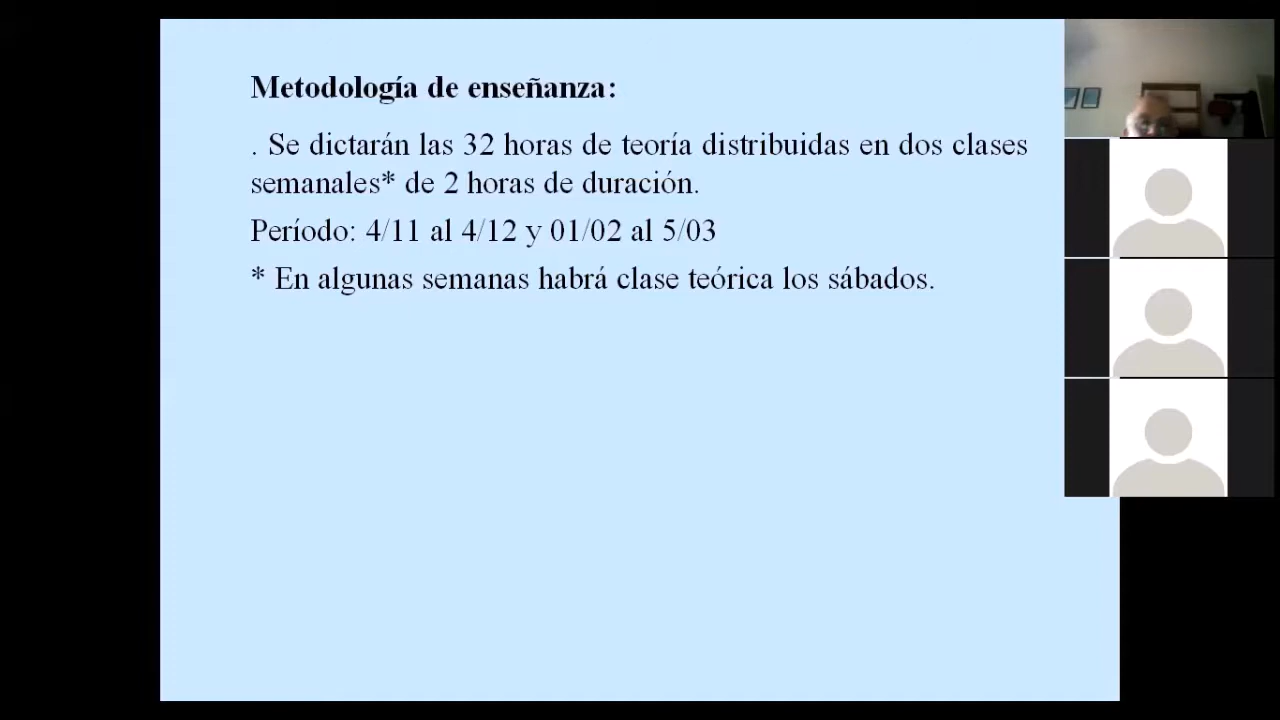 Metodología de enseñanza:
. Se dictarán las 32 horas de teoría distribuidas en dos clases
semanales* de 2 horas de duración.
Período: 4/11 al 4/12 y 01/02 al 5/03
* En algunas semanas habrá clase teórica los sábados.